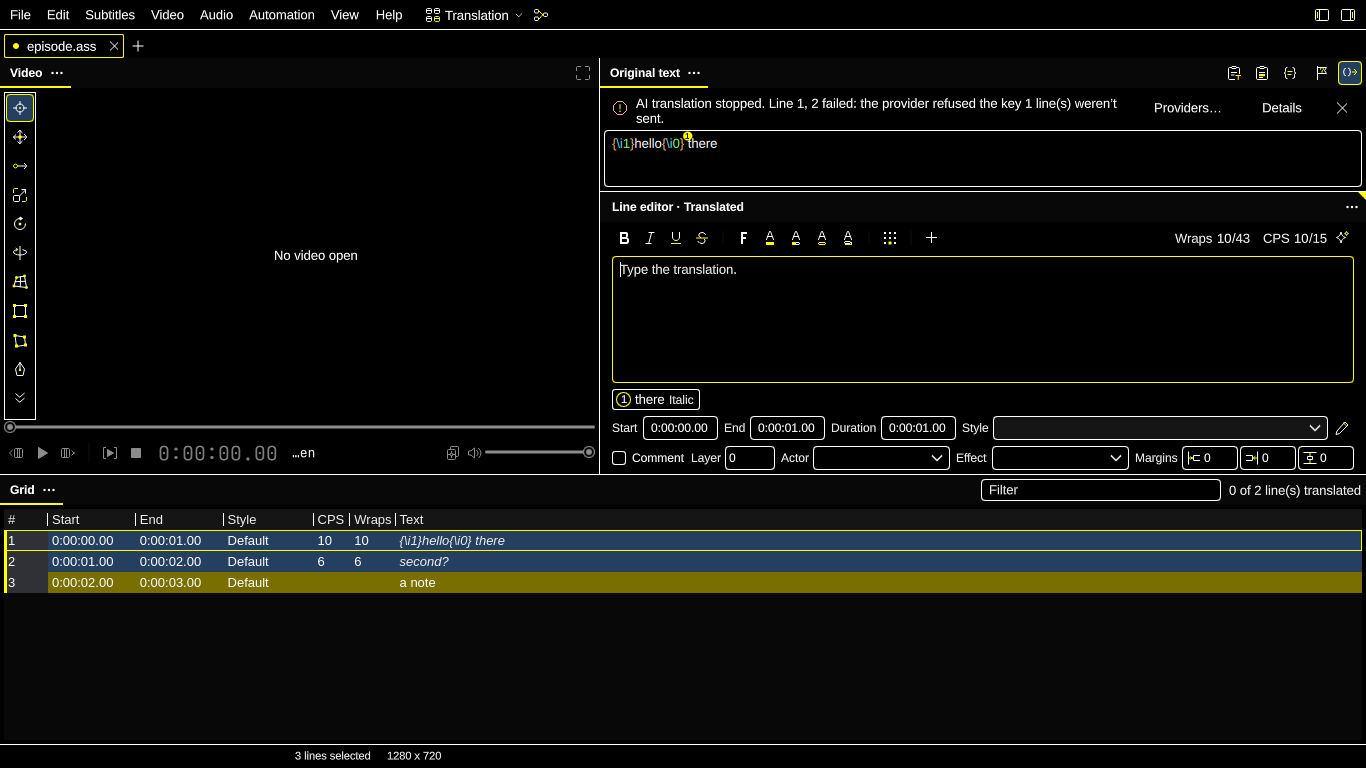 File Edit Subtitles Video Audio Automation View Help Translation
episode.ass
Video
Original text
AI translation stopped. Line 1, 2 failed: the provider refused the key 1 line(s) weren't
sent.
Providers…
Details
{\i1}hello{\i0} there
1
Line editor · Translated
B I U S F A A A A
Wraps 10/43 CPS 10/15
Type the translation.
No video open
1 there Italic
Start 0:00:00.00 End 0:00:01.00 Duration 0:00:01.00 Style
0:00:00.00 …en
Comment Layer 0 Actor Effect Margins 0 0 0
Grid
Filter
0 of 2 line(s) translated
# Start End Style CPS Wraps Text
1 0:00:00.00 0:00:01.00 Default 10 10 {\i1}hello{\i0} there
2 0:00:01.00 0:00:02.00 Default 6 6 second?
3 0:00:02.00 0:00:03.00 Default a note
3 lines selected 1280 x 720